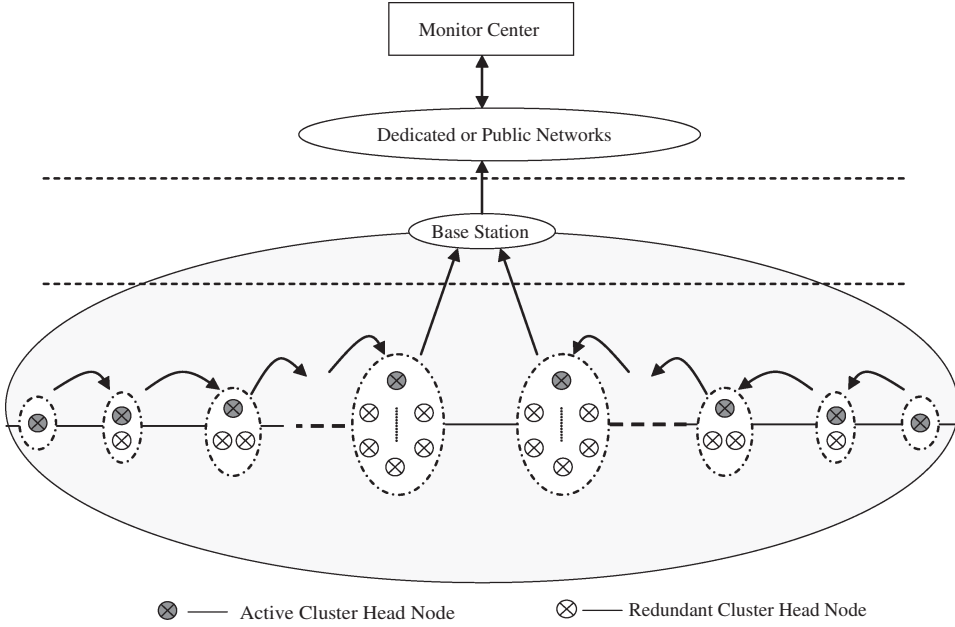 Monitor Center
Dedicated or Public Networks
Base Station
Active Cluster Head Node
Redundant Cluster Head Node